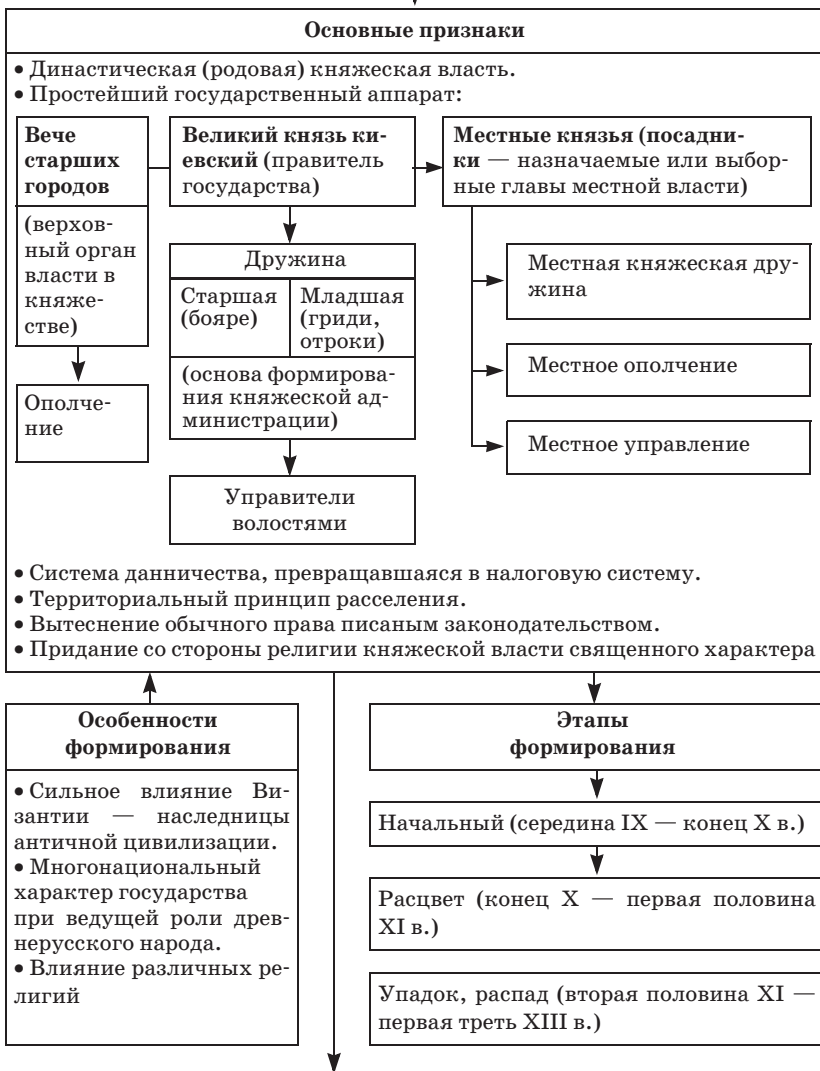 Основные признаки
• Династическая (родовая) княжеская власть.
• Простейший государственный аппарат:
Вече
старших
городов
(верхов-
ный орган
власти в
княже-
стве)
Ополче-
ние
Великий князь ки-
евский (правитель
государства)
Дружина
Старшая
(бояре)
Младшая
(гриди,
отроки)
(основа формирова-
ния княжеской ад-
министрации)
Управители
волостями
Местные князья (посадни-
ки — назначаемые или выбор-
ные главы местной власти)
Местная княжеская дру-
жина
Местное ополчение
Местное управление
• Система данничества, превращавшаяся в налоговую систему.
• Территориальный принцип расселения.
• Вытеснение обычного права писаным законодательством.
• Придание со стороны религии княжеской власти священного характера
Особенности
формирования
• Сильное влияние Ви-
зантии — наследницы
античной цивилизации.
• Многонациональный
характер государства
при ведущей роли древ-
нерусского народа.
• Влияние различных ре-
лигий
Этапы
формирования
Начальный (середина IX — конец X в.)
Расцвет (конец X — первая половина
XI в.)
Упадок, распад (вторая половина XI —
первая треть XIII в.)